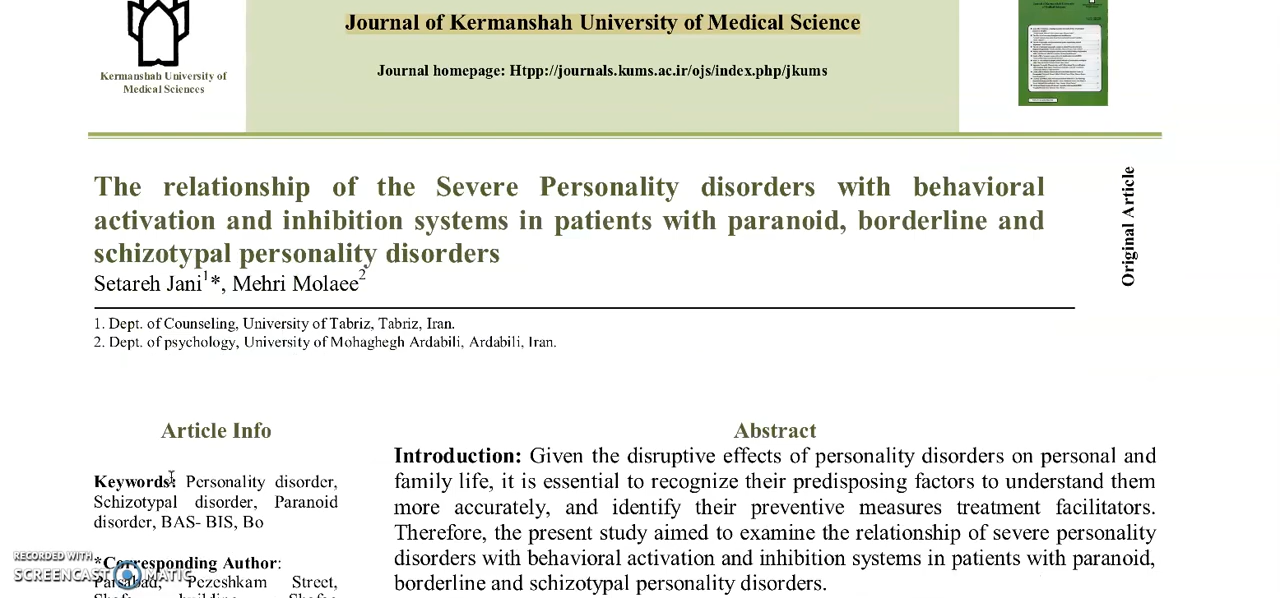 Journal of Kermanshah University of Medical Science
Kermanshah University of
Medical Sciences
Journal homepage: Htpp://journals.kums.ac.ir/ojs/index.php/jkums
The relationship of the Severe Personality disorders with behavioral
activation and inhibition systems in patients with paranoid, borderline and
schizotypal personality disorders
Original Article
Setareh Jani1*, Mehri Molaee2
1. Dept. of Counseling, University of Tabriz, Tabriz, Iran.
2. Dept. of psychology, University of Mohaghegh Ardabili, Ardabili, Iran.
Article Info
Keywords: Personality disorder,
Schizotypal disorder, Paranoid
disorder, BAS- BIS, Bo
*Corresponding Author:
Parsabad, Pezeshkam Street,
Abstract
Introduction: Given the disruptive effects of personality disorders on personal and
family life, it is essential to recognize their predisposing factors to understand them
more accurately, and identify their preventive measures treatment facilitators.
Therefore, the present study aimed to examine the relationship of severe personality
disorders with behavioral activation and inhibition systems in patients with paranoid,
borderline and schizotypal personality disorders.
RECORDED WITH
SCREENCAST MATIC